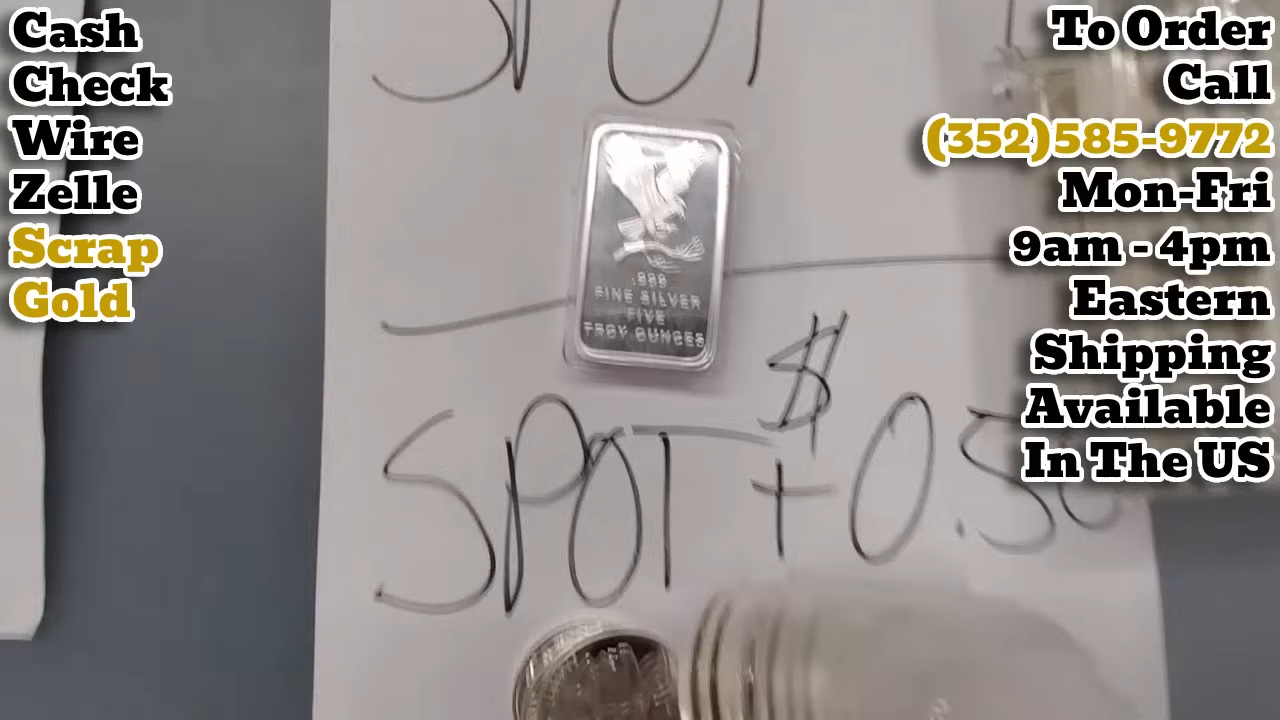 Cash
Check
Wire
Zelle
Scrap
Gold
To Order
Call
(352)585-9772
Mon-Fri
9am - 4pm
Eastern
Shipping
Available
In The US
SPOT
.999
FINE SILVER
FIVE
TROY OUNCES
SPOT + $0.50